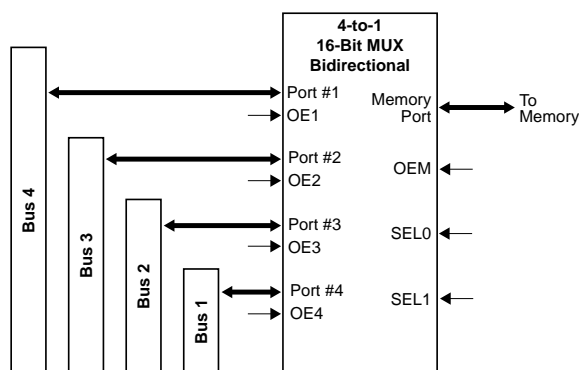 4-to-1
16-Bit MUX
Bidirectional
Port #1
OE1
Port #2
OE2
Port #3
OE3
Port #4
OE4
Memory
Port
OEM
SEL0
SEL1
To
Memory
Bus 4
Bus 3
Bus 2
Bus 1